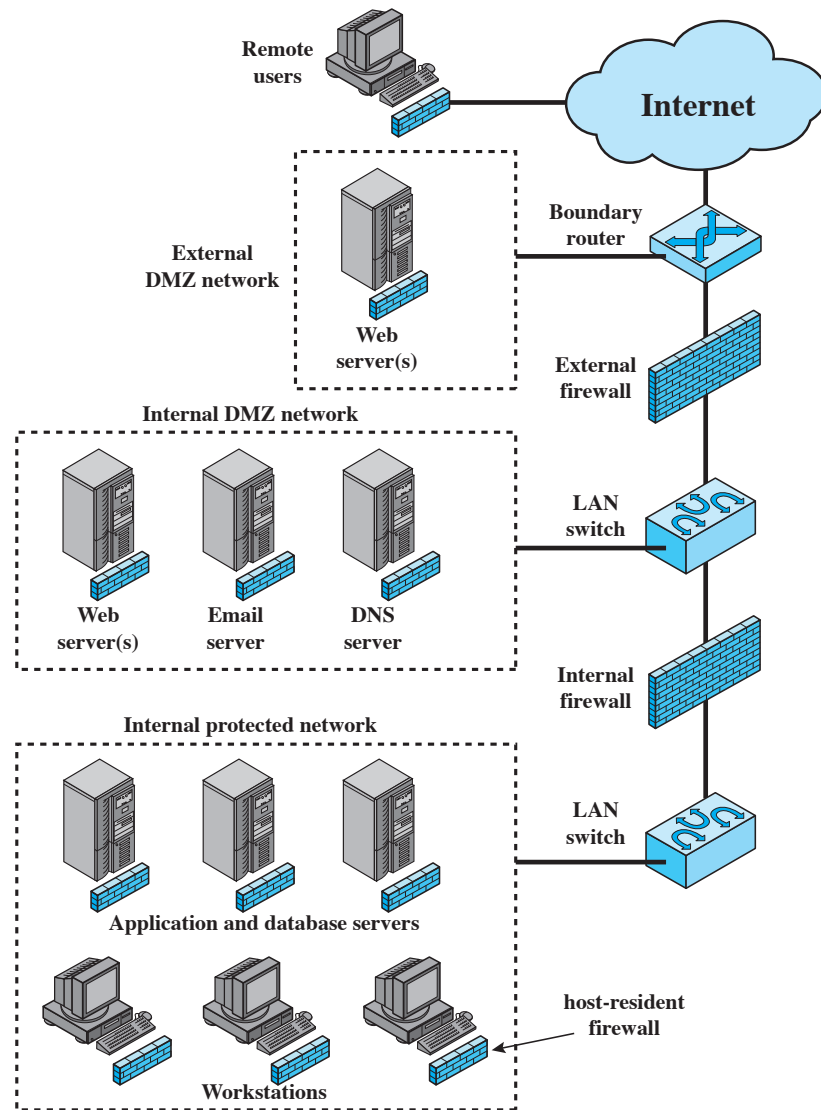 Remote
users
Internet
Boundary
router
External
DMZ network
Web
server(s)
External
firewall
Internal DMZ network
LAN
switch
Web
server(s)
Email
server
DNS
server
Internal
firewall
Internal protected network
LAN
switch
Application and database servers
host-resident
firewall
Workstations